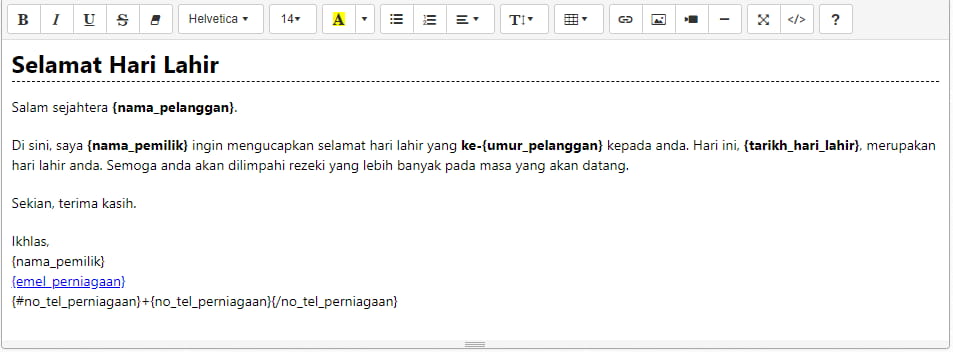 B I U S Helvetica 14 A T </> ?
Selamat Hari Lahir
Salam sejahtera {nama_pelanggan}.
Di sini, saya {nama_pemilik} ingin mengucapkan selamat hari lahir yang ke-{umur_pelanggan} kepada anda. Hari ini, {tarikh_hari_lahir}, merupakan
hari lahir anda. Semoga anda akan dilimpahi rezeki yang lebih banyak pada masa yang akan datang.
Sekian, terima kasih.
Ikhlas,
{nama_pemilik}
{emel_perniagaan}
{#no_tel_perniagaan}+{no_tel_perniagaan}{/no_tel_perniagaan}